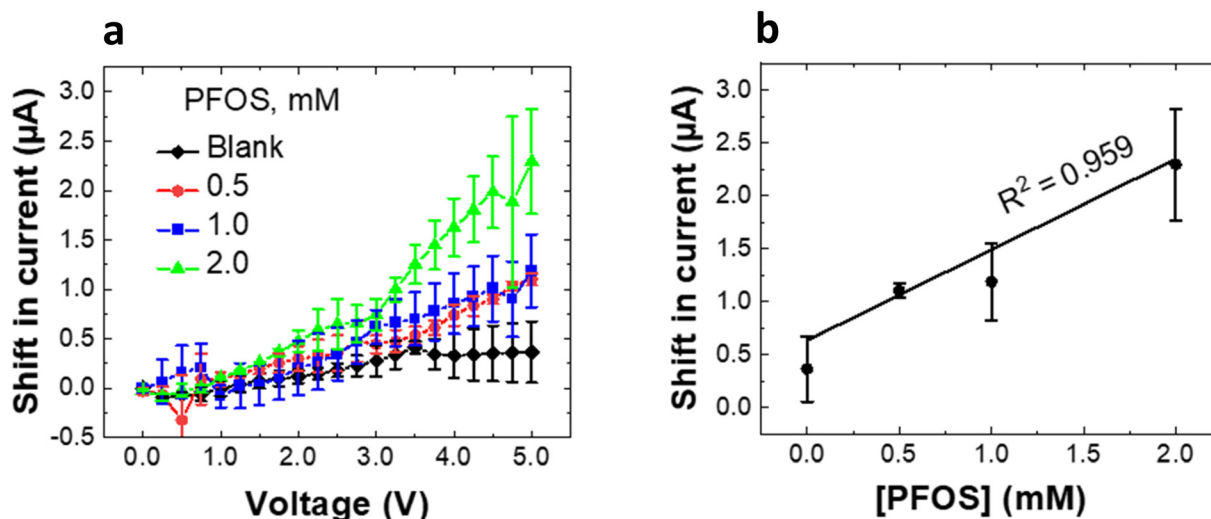 a
Shift in current (µA)
3.0
2.5
2.0
1.5
1.0
0.5
0.0
-0.5
PFOS, mM
Blank
0.5
1.0
2.0
0.0 1.0 2.0 3.0 4.0 5.0
Voltage (V)
b
Shift in current (µA)
3.0
2.5
2.0
1.5
1.0
0.5
0.0
R² = 0.959
0.0 0.5 1.0 1.5 2.0
[PFOS] (mM)